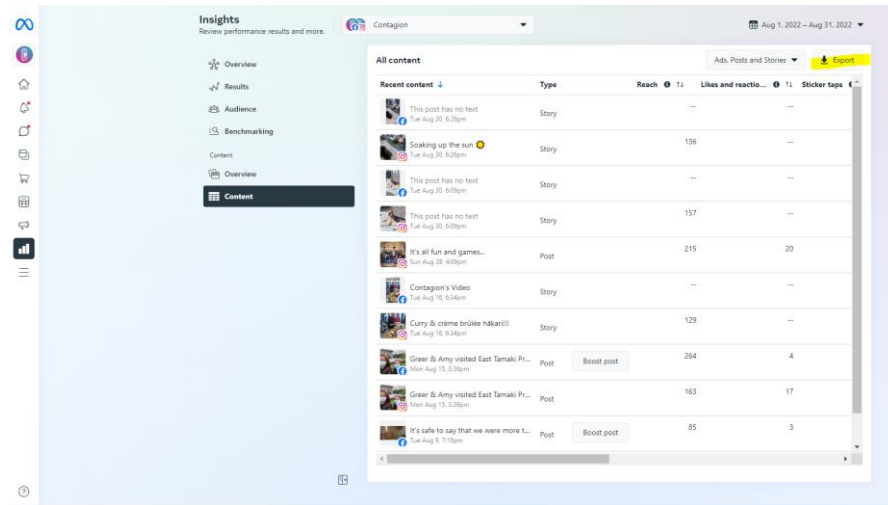 Insights
Review performance results and more.
Contagion
Aug 1, 2022 – Aug 31, 2022
Overview
Results
Audience
Benchmarking
Content
Overview
Content
All content
Ads, Posts and Stories
Export
Recent content ↓ Type Reach Likes and reactio... Sticker taps
This post has no text
Tue Aug 30, 6:26pm
Story -- --
Soaking up the sun 🌞
Tue Aug 30, 6:26pm
Story 136 --
This post has no text
Tue Aug 30, 6:09pm
Story -- --
This post has no text
Tue Aug 30, 6:09pm
Story 157 --
It's all fun and games...
Sun Aug 28, 4:09pm
Post 215 20
Contagion's Video
Tue Aug 16, 6:34pm
Story -- --
Curry & crème brûlée hākari!!!
Tue Aug 16, 6:34pm
Story 129 --
Greer & Amy visited East Tamaki Pr...
Mon Aug 15, 3:38pm
Post Boost post 264 4
Greer & Amy visited East Tamaki Pr...
Mon Aug 15, 3:38pm
Post 163 17
It's safe to say that we were more t...
Tue Aug 9, 7:18pm
Post Boost post 85 3